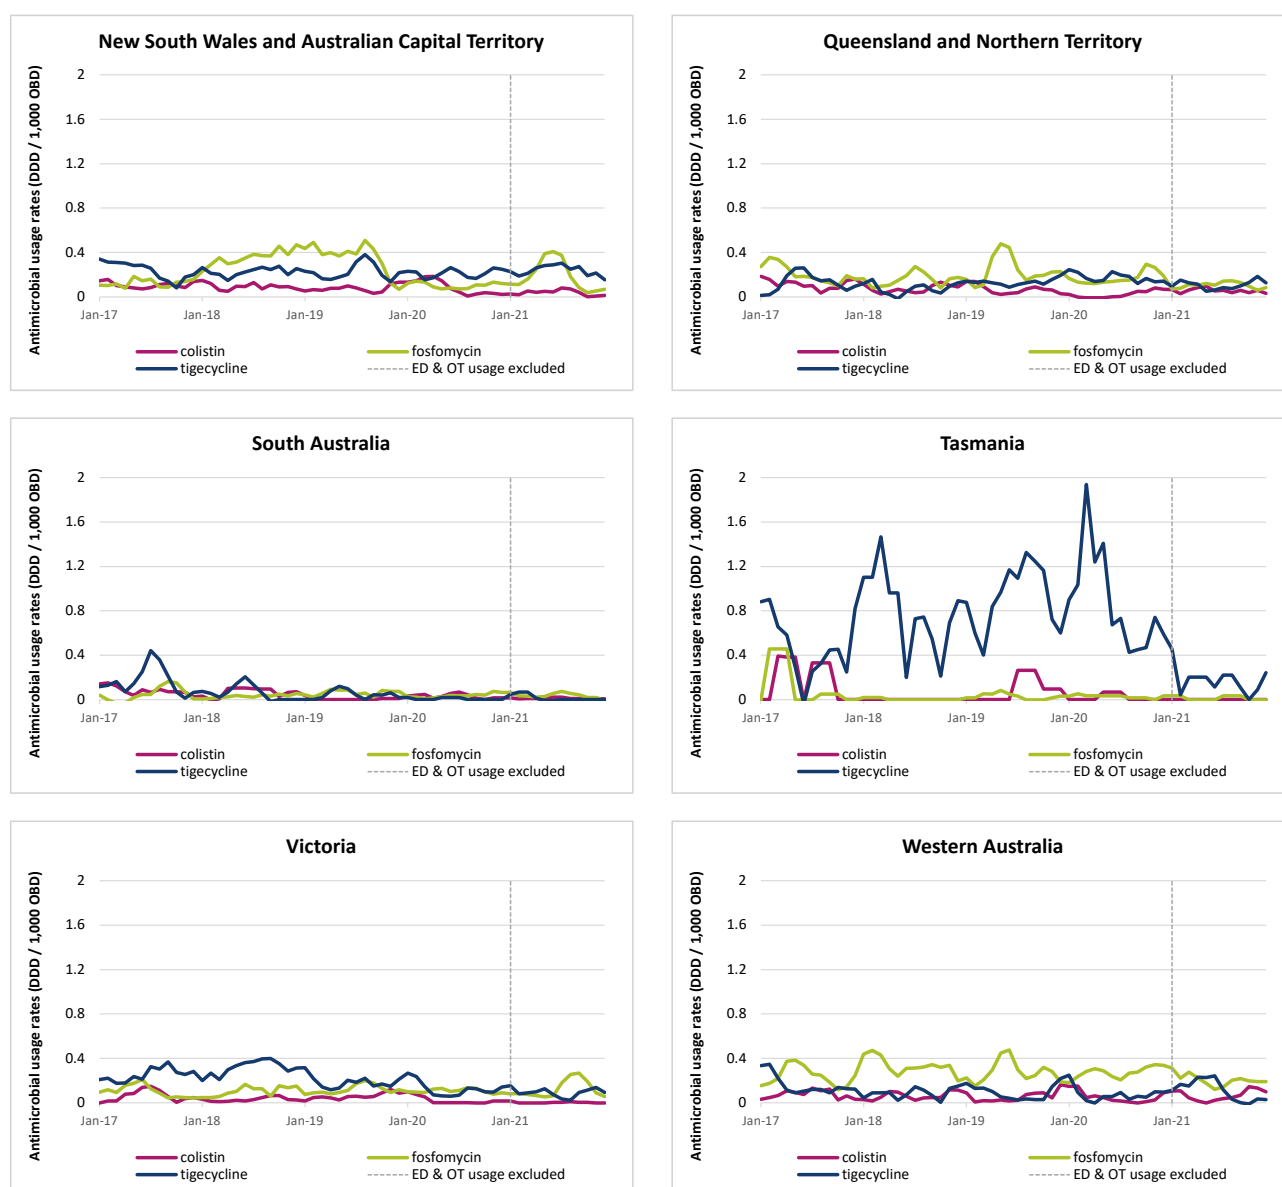 New South Wales and Australian Capital Territory
Antimicrobial usage rates (DDD / 1,000 OBD)
2
1.6
1.2
0.8
0.4
0
Jan-17 Jan-18 Jan-19 Jan-20 Jan-21
colistin fosfomycin
tigecycline ED & OT usage excluded
Queensland and Northern Territory
Antimicrobial usage rates (DDD / 1,000 OBD)
2
1.6
1.2
0.8
0.4
0
Jan-17 Jan-18 Jan-19 Jan-20 Jan-21
colistin fosfomycin
tigecycline ED & OT usage excluded
South Australia
Antimicrobial usage rates (DDD / 1,000 OBD)
2
1.6
1.2
0.8
0.4
0
Jan-17 Jan-18 Jan-19 Jan-20 Jan-21
colistin fosfomycin
tigecycline ED & OT usage excluded
Tasmania
Antimicrobial usage rates (DDD / 1,000 OBD)
2
1.6
1.2
0.8
0.4
0
Jan-17 Jan-18 Jan-19 Jan-20 Jan-21
colistin fosfomycin
tigecycline ED & OT usage excluded
Victoria
Antimicrobial usage rates (DDD / 1,000 OBD)
2
1.6
1.2
0.8
0.4
0
Jan-17 Jan-18 Jan-19 Jan-20 Jan-21
colistin fosfomycin
tigecycline ED & OT usage excluded
Western Australia
Antimicrobial usage rates (DDD / 1,000 OBD)
2
1.6
1.2
0.8
0.4
0
Jan-17 Jan-18 Jan-19 Jan-20 Jan-21
colistin fosfomycin
tigecycline ED & OT usage excluded